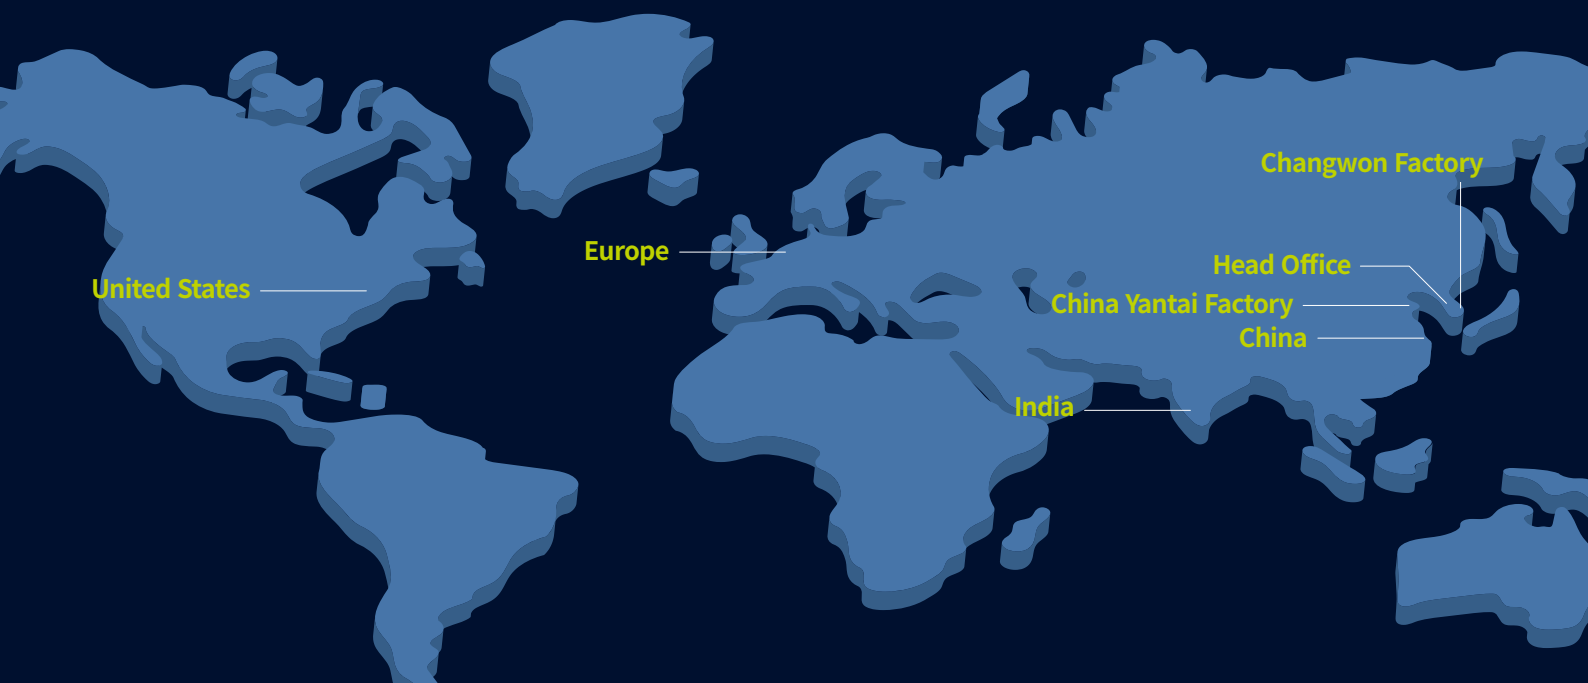 Changwon Factory
Europe
Head Office
United States
China Yantai Factory
China
India